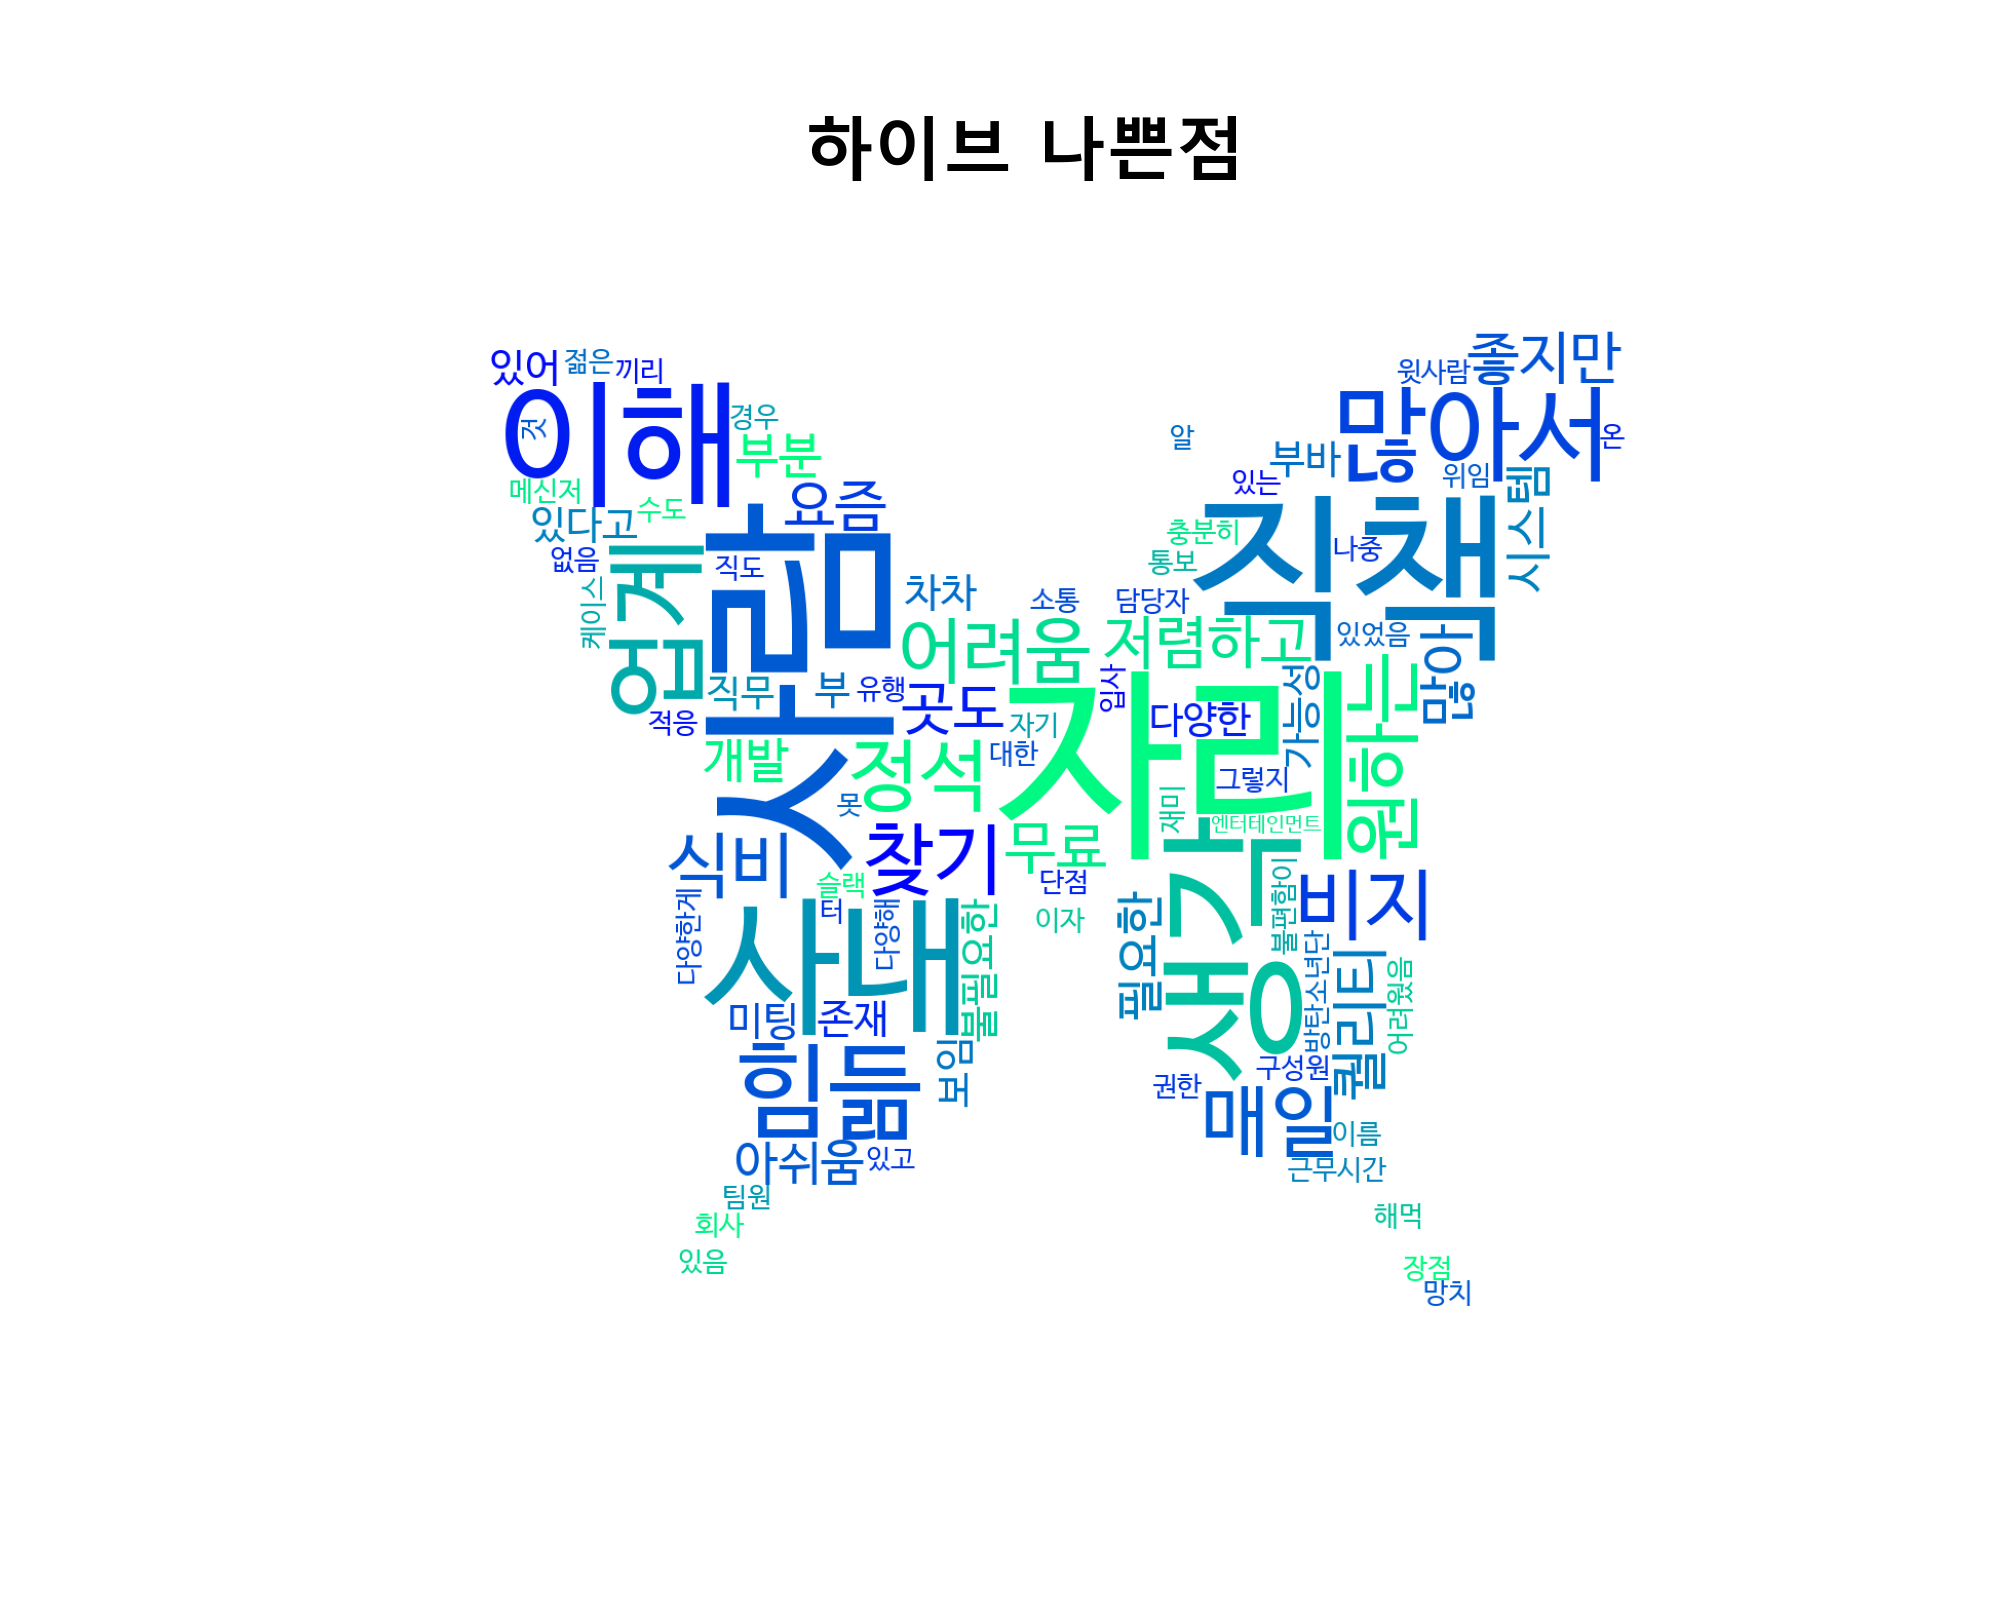 하이브 나쁜점
좋지만
있어
젊은
끼리
윗사람
이해
것
경우
많아서
온
알
부분
부바
있는
위임
시스템
메신저
수도
요즘
있다고
사람
직책
충분히
나중
없음
업계
직도
통보
케이스
차차
소통
담당자
있었음
많아
어려움
저렴하고
원하는
직무
부
유행
곳도
자기
입사
다양한
가능성
적응
개발
정석
대한
자리
그렇지
못
재미
엔터테인먼트
식비
찾기
무료
생각
슬랙
단점
불편함이
비지
다양한게
사내
터
다양해
불필요한
이자
필요한
방탄소년단
퀄리티
어려웠음
미팅
존재
보임
힘듦
구성원
권한
매일
이름
아쉬움
있고
근무시간
팀원
회사
있음
해먹
장점
망치